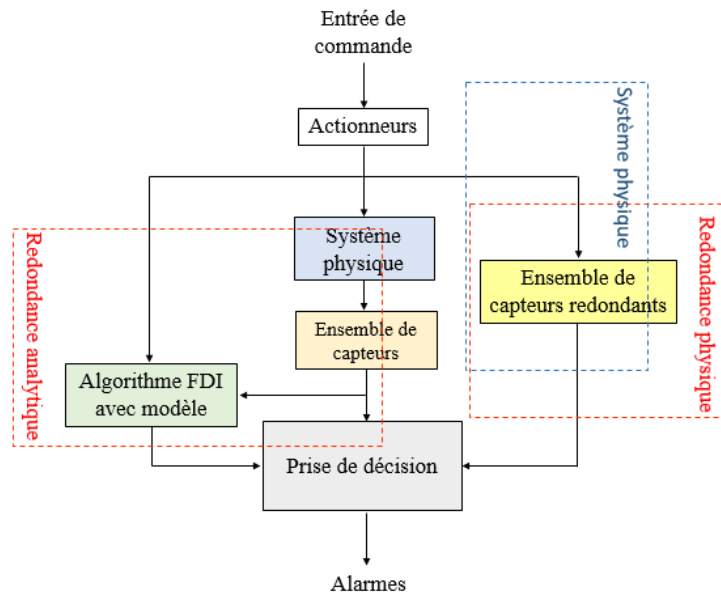 Entrée de
commande
Actionneurs
Système physique
Système
physique
Redondance physique
Redondance analytique
Ensemble de
capteurs redondants
Ensemble de
capteurs
Algorithme FDI
avec modèle
Prise de décision
Alarmes